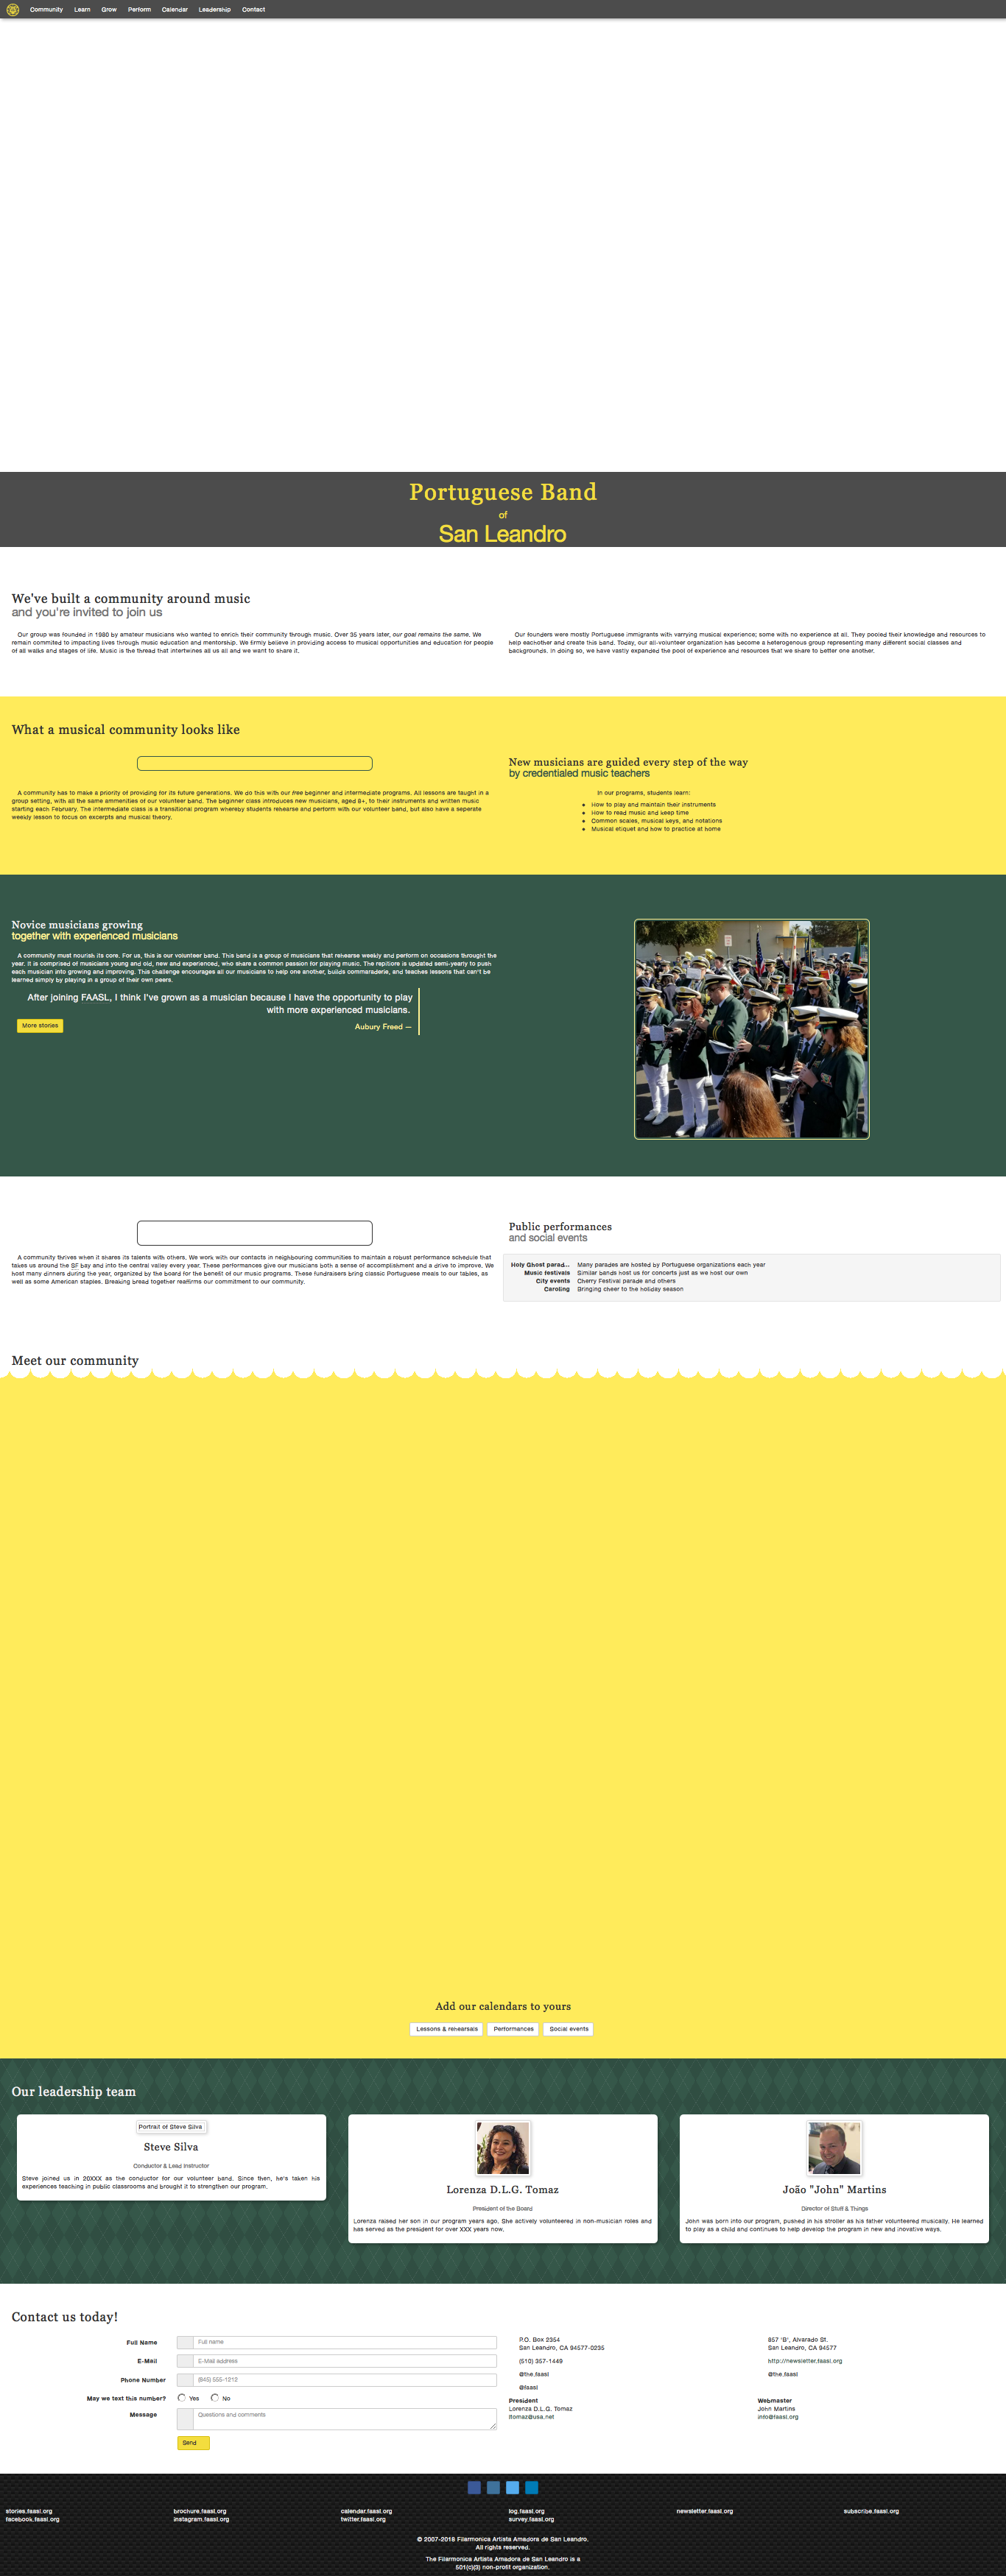 Community Learn Grow Perform Calendar Leadership Contact
Portuguese Band
of
San Leandro
We've built a community around music
and you're invited to join us
Our group was founded in 1980 by amateur musicians who wanted to enrich their community through music. Over 35 years later, our goal remains the same. We
remain commited to impacting lives through music education and mentorship. We firmly believe in providing access to musical opportunities and education for people
of all walks and stages of life. Music is the thread that intertwines all us all and we want to share it.
Our founders were mostly Portuguese immigrants with varrying musical experience; some with no experience at all. They pooled their knowledge and resources to
help eachother and create this band. Today, our all-volunteer organization has become a heterogenous group representing many different social classes and
backgrounds. In doing so, we have vastly expanded the pool of experience and resources that we share to better one another.
What a musical community looks like
A community has to make a priority of providing for its future generations. We do this with our free beginner and intermediate programs. All lessons are taught in a
group setting, with all the same ammenities of our volunteer band. The beginner class introduces new musicians, aged 8+, to their instruments and written music
starting each February. The intermediate class is a transitional program whereby students rehearse and perform with our volunteer band, but also have a seperate
weekly lesson to focus on excerpts and musical theory.
New musicians are guided every step of the way
by credentialed music teachers
In our programs, students learn:
How to play and maintain their instruments
How to read music and keep time
Common scales, musical keys, and notations
Musical etiquet and how to practice at home
Novice musicians growing
together with experienced musicians
A community must nourish its core. For us, this is our volunteer band. This band is a group of musicians that rehearse weekly and perform on occasions throught the
year. It is comprised of musicians young and old, new and experienced, who share a common passion for playing music. The repitiore is updated semi-yearly to push
each musician into growing and improving. This challenge encourages all our musicians to help one another, builds commaraderie, and teaches lessons that can't be
learned simply by playing in a group of their own peers.
After joining FAASL, I think I've grown as a musician because I have the opportunity to play
with more experienced musicians.
Aubury Freed —
More stories
A community thrives when it shares its talents with others. We work with our contacts in neighbouring communities to maintain a robust performance schedule that
takes us around the SF bay and into the central valley every year. These performances give our musicians both a sense of accomplishment and a drive to improve. We
host many dinners during the year, organized by the board for the benefit of our music programs. These fundraisers bring classic Portuguese meals to our tables, as
well as some American staples. Breaking bread together reaffirms our commitment to our community.
Public performances
and social events
Holy Ghost parad... Many parades are hosted by Portuguese organizations each year
Music festivals Similar bands host us for concerts just as we host our own
City events Cherry Festival parade and others
Caroling Bringing cheer to the holiday season
Meet our community
Add our calendars to yours
Lessons & rehearsals Performances Social events
Our leadership team
Portrait of Steve Silva
Steve Silva
Conductor & Lead Instructor
Steve joined us in 20XXX as the conductor for our volunteer band. Since then, he's taken his
experiences teaching in public classrooms and brought it to strengthen our program.
Lorenza D.L.G. Tomaz
President of the Board
Lorenza raised her son in our program years ago. She actively volunteered in non-musician roles and
has served as the president for over XXX years now.
João "John" Martins
Director of Stuff & Things
John was born into our program, pushed in his stroller as his father volunteered musically. He learned
to play as a child and continues to help develop the program in new and inovative ways.
Contact us today!
Full Name Full name
E-Mail E-Mail address
Phone Number (845) 555-1212
May we text this number? Yes No
Message Questions and comments
Send
P.O. Box 2354
San Leandro, CA 94577-0235
(510) 357-1449
@the.faasl
@faasl
President
Lorenza D.L.G. Tomaz
ltomaz@usa.net
857 'B', Alvarado St.
San Leandro, CA 94577
http://newsletter.faasl.org
@the.faasl
Webmaster
John Martins
info@faasl.org
stories.faasl.org brochure.faasl.org calendar.faasl.org log.faasl.org newsletter.faasl.org subscribe.faasl.org
facebook.faasl.org instagram.faasl.org twitter.faasl.org survey.faasl.org
© 2007-2018 Filarmonica Artista Amadora de San Leandro.
All rights reserved.
The Filarmonica Artista Amadora de San Leandro is a
501(c)(3) non-profit organization.